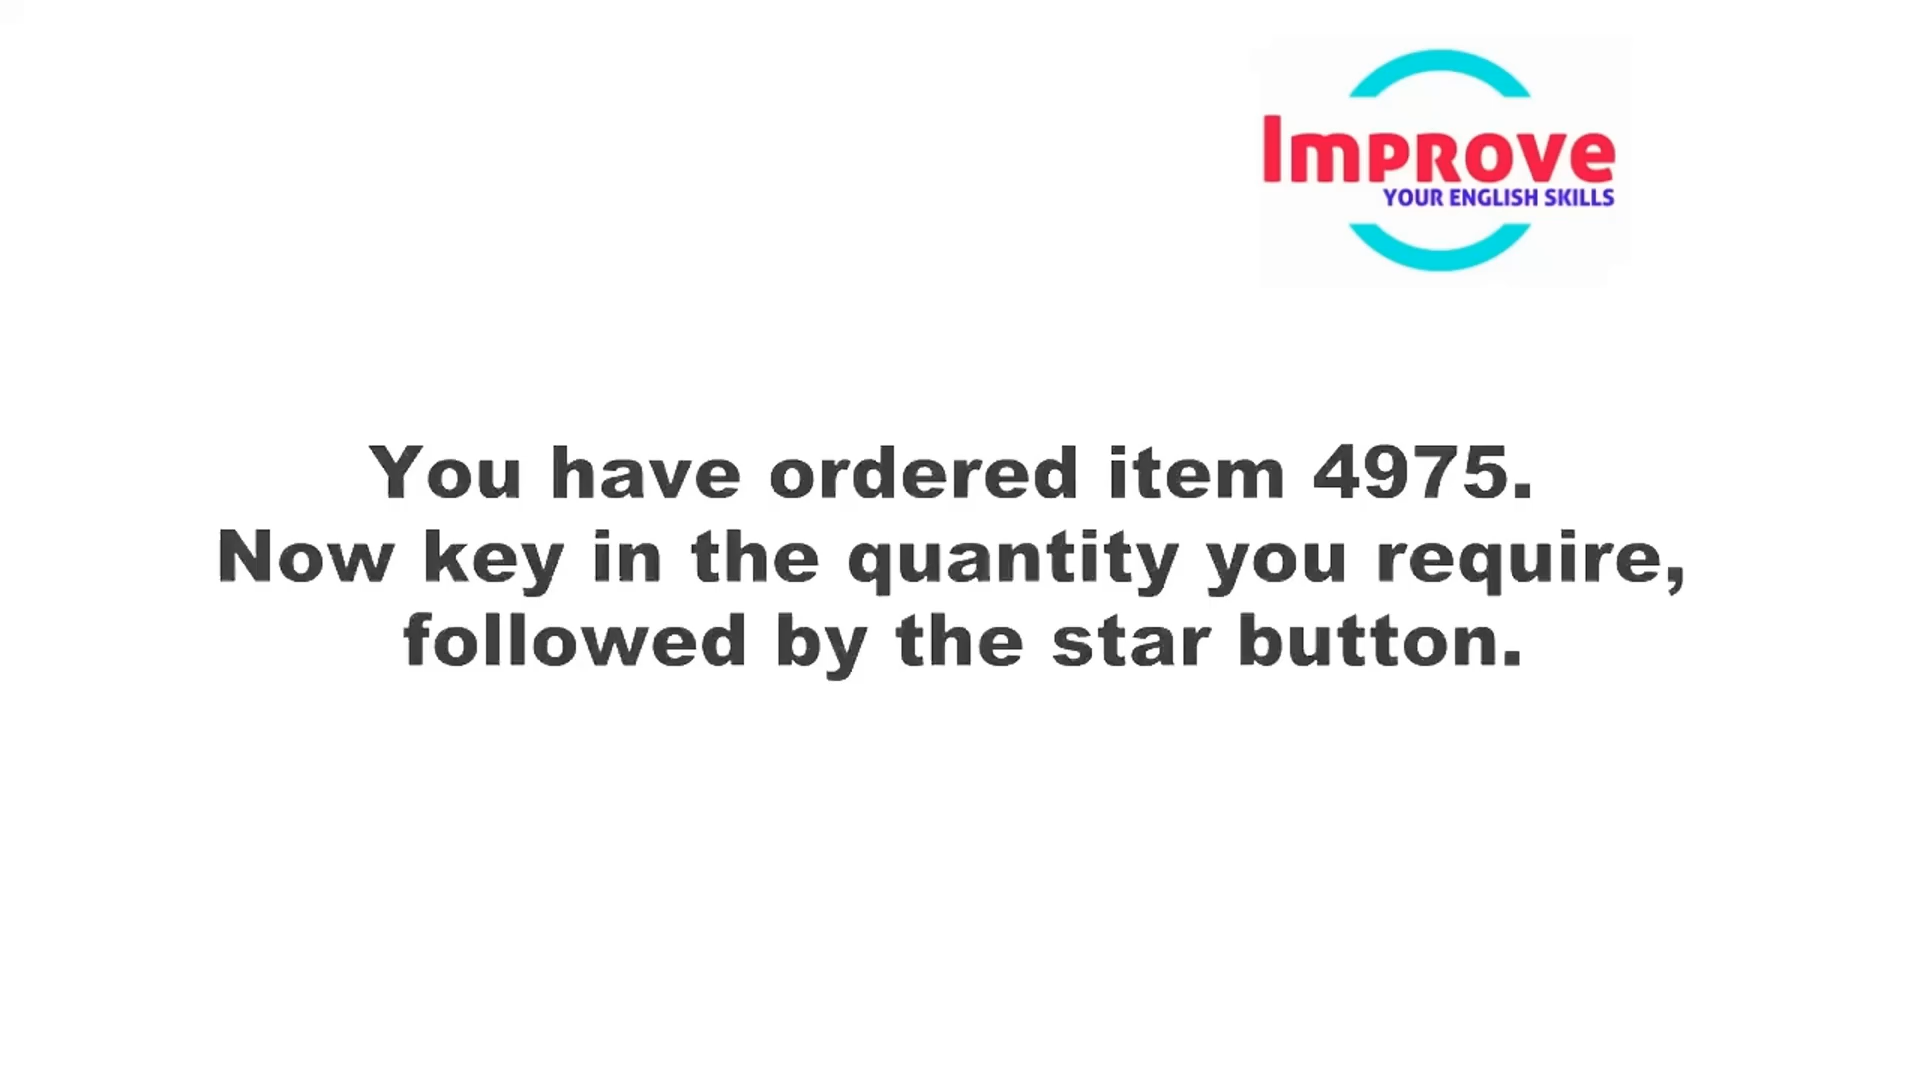 Improve
YOUR ENGLISH SKILLS
You have ordered item 4975.
Now key in the quantity you require,
followed by the star button.